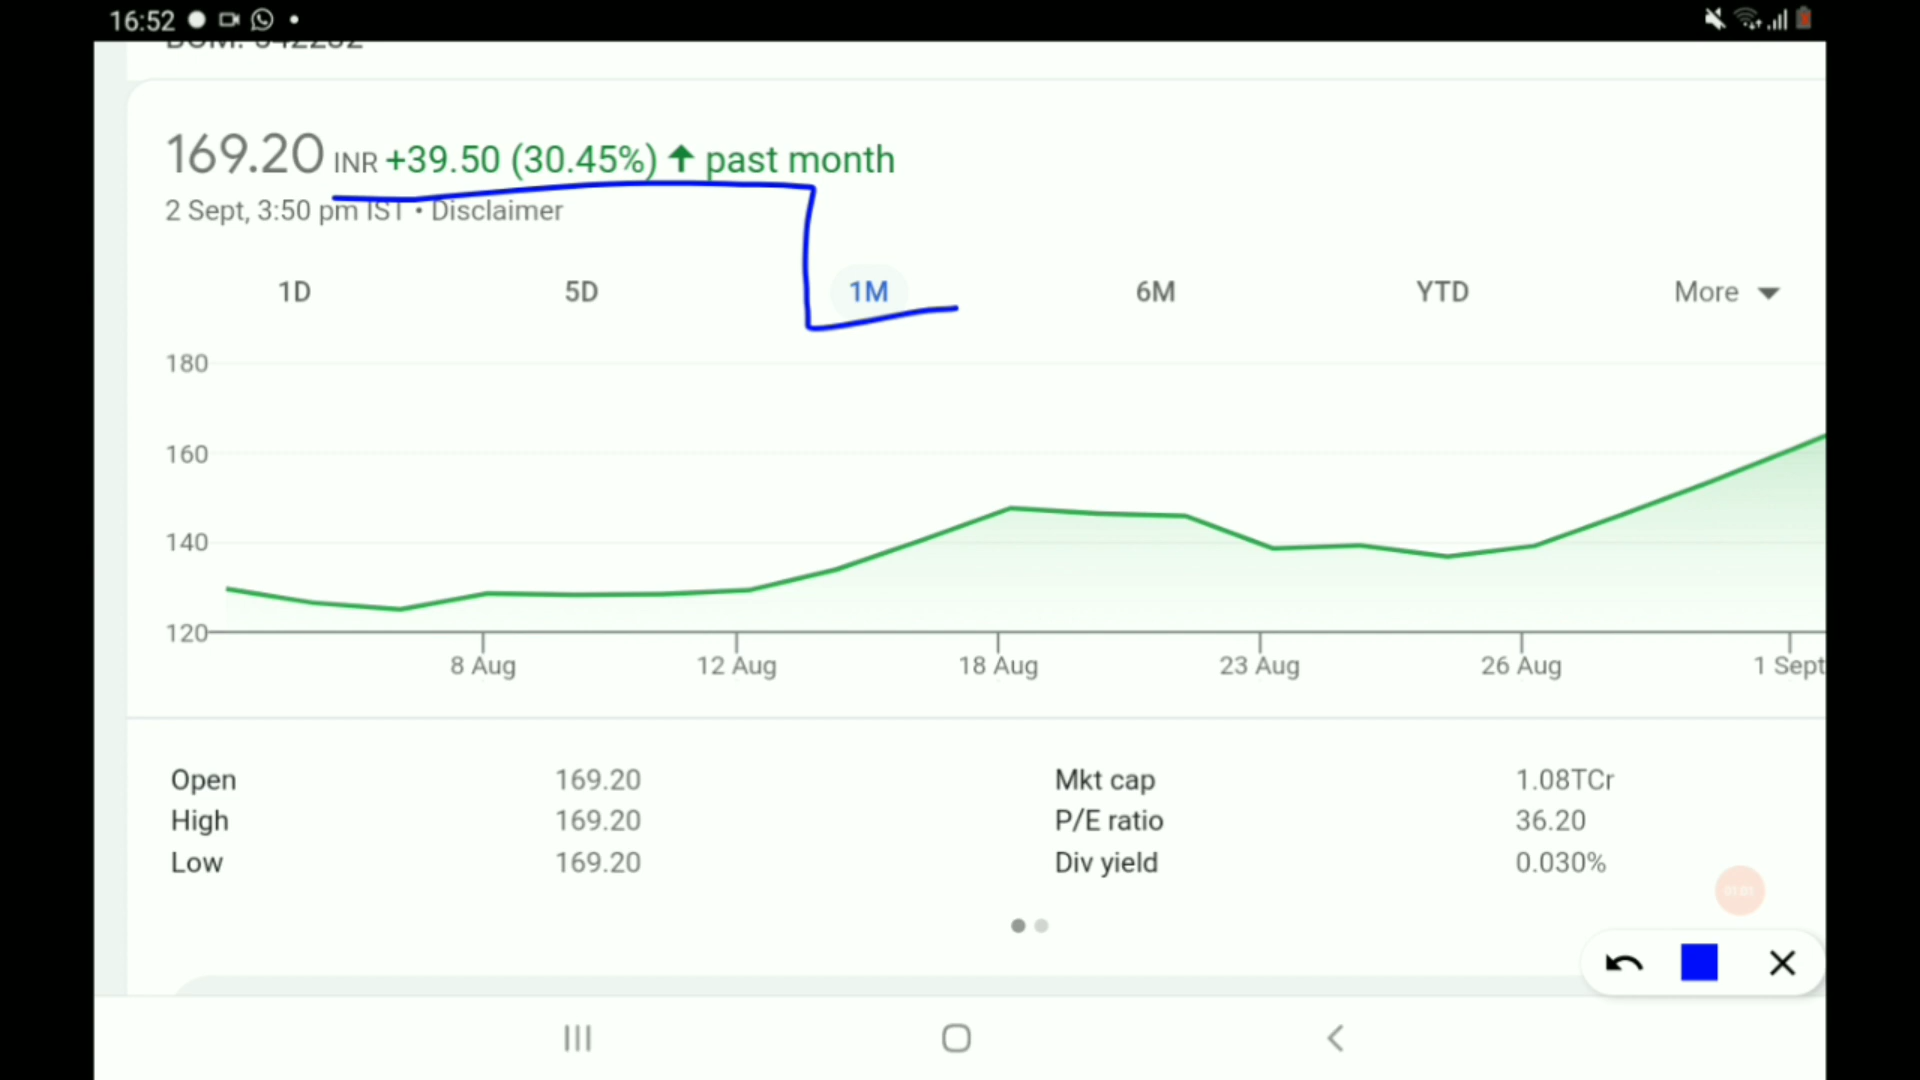 16:52
169.20 INR +39.50 (30.45%) ↑ past month
2 Sept, 3:50 pm IST • Disclaimer
1D 5D 1M 6M YTD More
180
160
140
120
8 Aug 12 Aug 18 Aug 23 Aug 26 Aug 1 Sept
Open 169.20 Mkt cap 1.08TCr
High 169.20 P/E ratio 36.20
Low 169.20 Div yield 0.030%